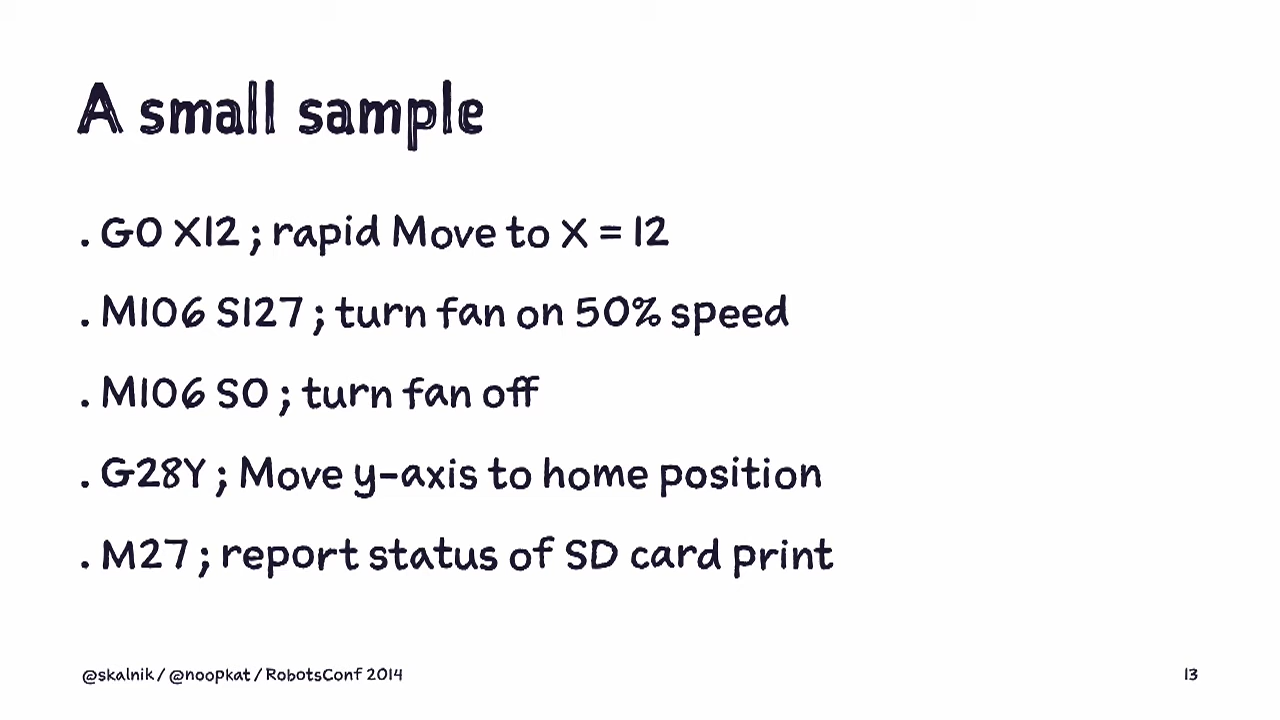 A small sample
. G0 X12 ; rapid Move to X = 12
. M106 S127 ; turn fan on 50% speed
. M106 S0 ; turn fan off
. G28Y ; Move y-axis to home position
. M27 ; report status of SD card print
@skalnik / @noopkat / RobotsConf 2014
13